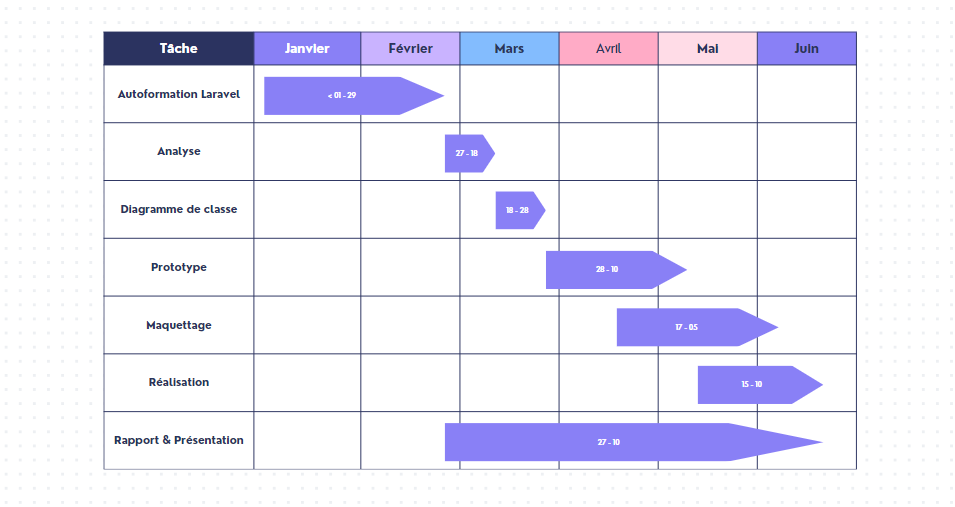 Tâche Janvier Février Mars Avril Mai Juin
Autoformation Laravel < 01 - 29
Analyse 27 - 18
Diagramme de classe 18 - 28
Prototype 28 - 10
Maquettage 17 - 05
Réalisation 15 - 10
Rapport & Présentation 27 - 10